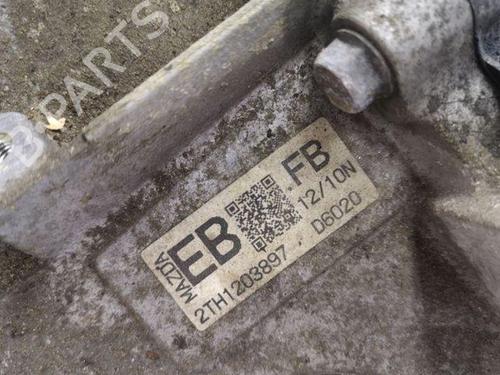 B-PARTS
MAZDA
EB
FB
12/10N
2TH1203897
D6020